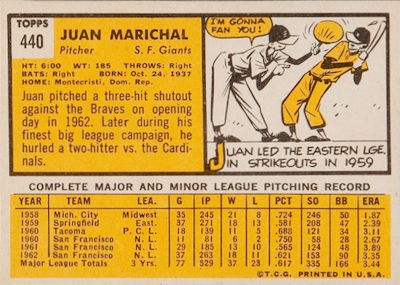 TOPPS
440
JUAN MARICHAL
Pitcher S. F. Giants
HT: 6:00 WT: 185 THROWS: Right
BATS: Right BORN: Oct. 24, 1937
HOME: Montecristi, Dom. Rep.
Juan pitched a three-hit shutout
against the Braves on opening
day in 1962. Later during his
finest big league campaign, he
hurled a two-hitter vs. the Car-
dinals.
I'M GONNA
FAN YOU!
JUAN LED THE EASTERN LGE.
IN STRIKEOUTS IN 1959
COMPLETE MAJOR AND MINOR LEAGUE PITCHING RECORD
YEAR TEAM LEA. G IP W L PCT SO BB ERA
1958 Mich. City Midwest 35 245 21 8 .724 246 50 1.87
1959 Springfield Eastern 37 271 18 13 .581 208 47 2.39
1960 Tacoma P.C.L. 18 139 11 5 .688 121 34 3.11
1960 San Francisco N.L. 11 81 6 2 .750 58 28 2.67
1961 San Francisco N.L. 29 185 13 10 .565 124 48 3.89
1962 San Francisco N.L. 37 263 18 11 .621 153 90 3.35
Major League Totals 3 Yrs. 77 529 37 23 .617 335 166 3.44
©T.C.G. PRINTED IN U.S.A.